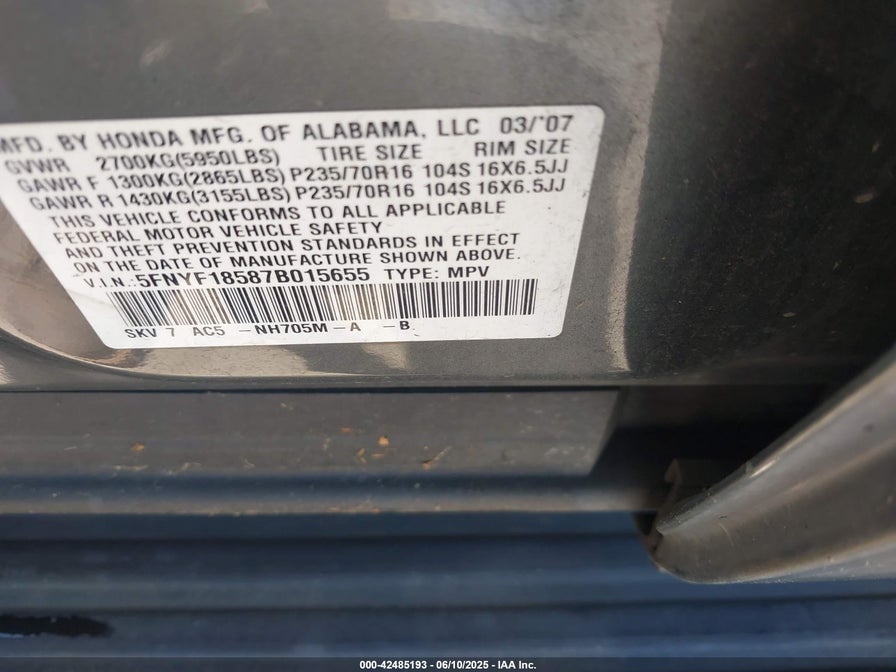 MFD. BY HONDA MFG. OF ALABAMA, LLC 03/'07
GVWR 2700KG(5950LBS) TIRE SIZE RIM SIZE
GAWR F 1300KG(2865LBS) P235/70R16 104S 16X6.5JJ
GAWR R 1430KG(3155LBS) P235/70R16 104S 16X6.5JJ
THIS VEHICLE CONFORMS TO ALL APPLICABLE
FEDERAL MOTOR VEHICLE SAFETY
AND THEFT PREVENTION STANDARDS IN EFFECT
ON THE DATE OF MANUFACTURE SHOWN ABOVE.
V.I.N.:5FNYF18587B015655 TYPE: MPV
SKV 7 AC5 -NH705M-A -B
000-42485193 - 06/10/2025 - IAA Inc.